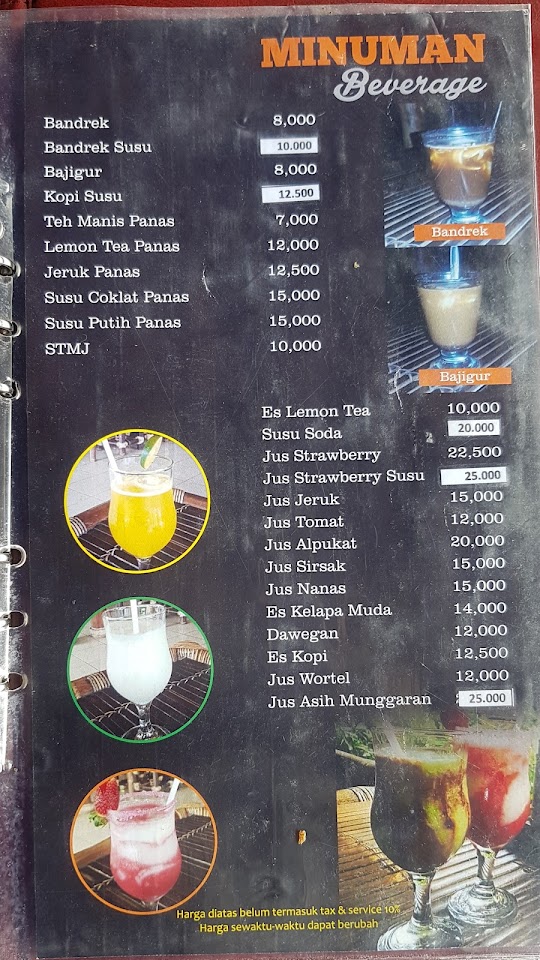 MINUMAN
Beverage
Bandrek 8,000
Bandrek Susu 10.000
Bajigur 8,000
Kopi Susu 12.500
Teh Manis Panas 7,000
Lemon Tea Panas 12,000
Jeruk Panas 12,500
Susu Coklat Panas 15,000
Susu Putih Panas 15,000
STMJ 10,000
Bandrek
Bajigur
Es Lemon Tea 10,000
Susu Soda 20.000
Jus Strawberry 22,500
Jus Strawberry Susu 25.000
Jus Jeruk 15,000
Jus Tomat 12,000
Jus Alpukat 20,000
Jus Sirsak 15,000
Jus Nanas 15,000
Es Kelapa Muda 14,000
Dawegan 12,000
Es Kopi 12,500
Jus Wortel 12,000
Jus Asih Munggaran 25.000
Harga diatas belum termasuk tax & service 10%
Harga sewaktu-waktu dapat berubah